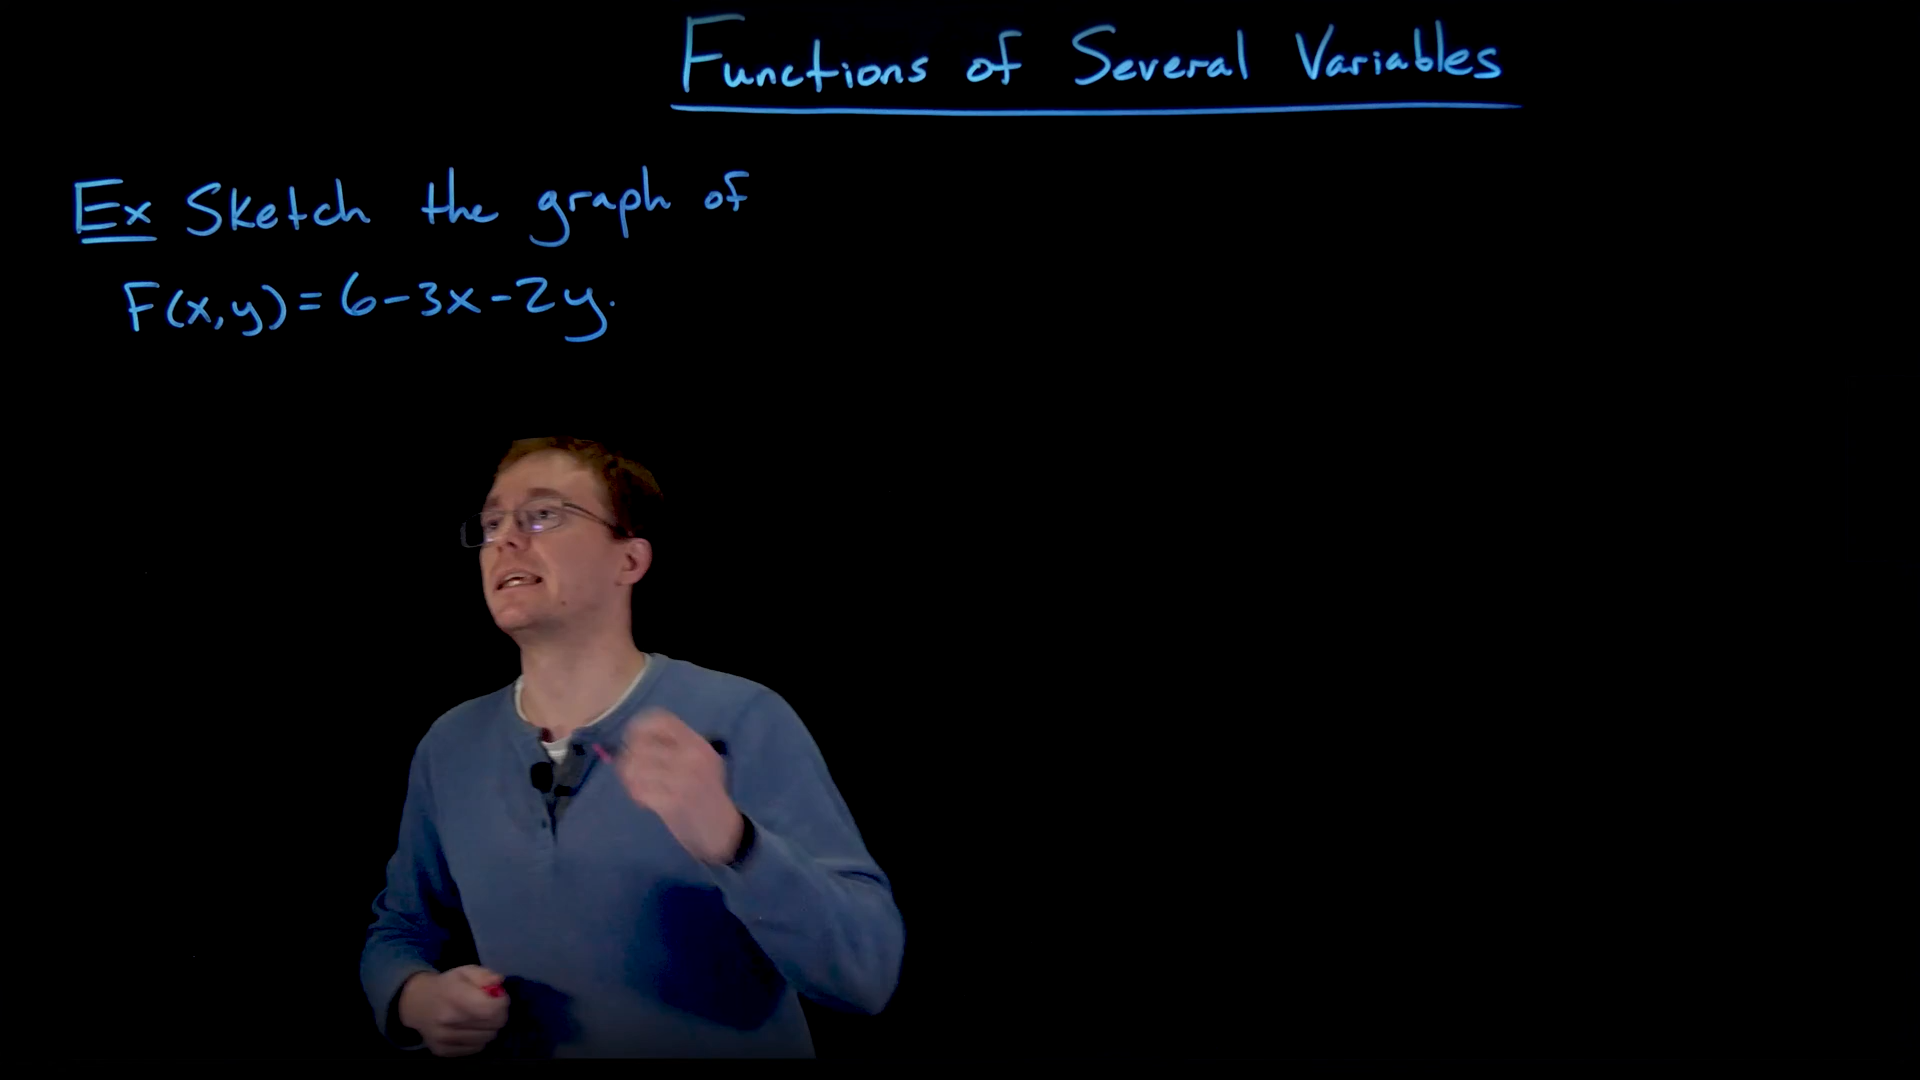 Functions of Several Variables
Ex Sketch the graph of
F(x,y)=6-3x-2y.